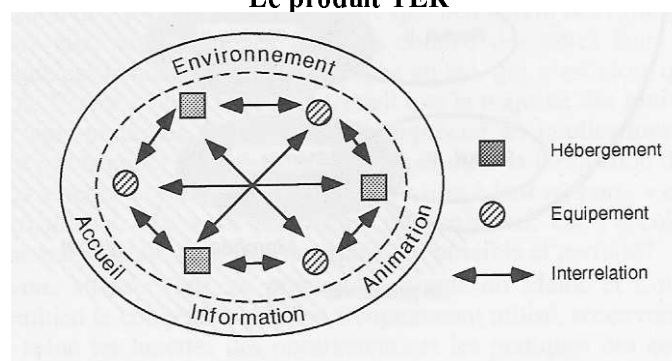 Le produit TER
Environnement
Accueil
Information
Animation
Hébergement
Equipement
Interrelation